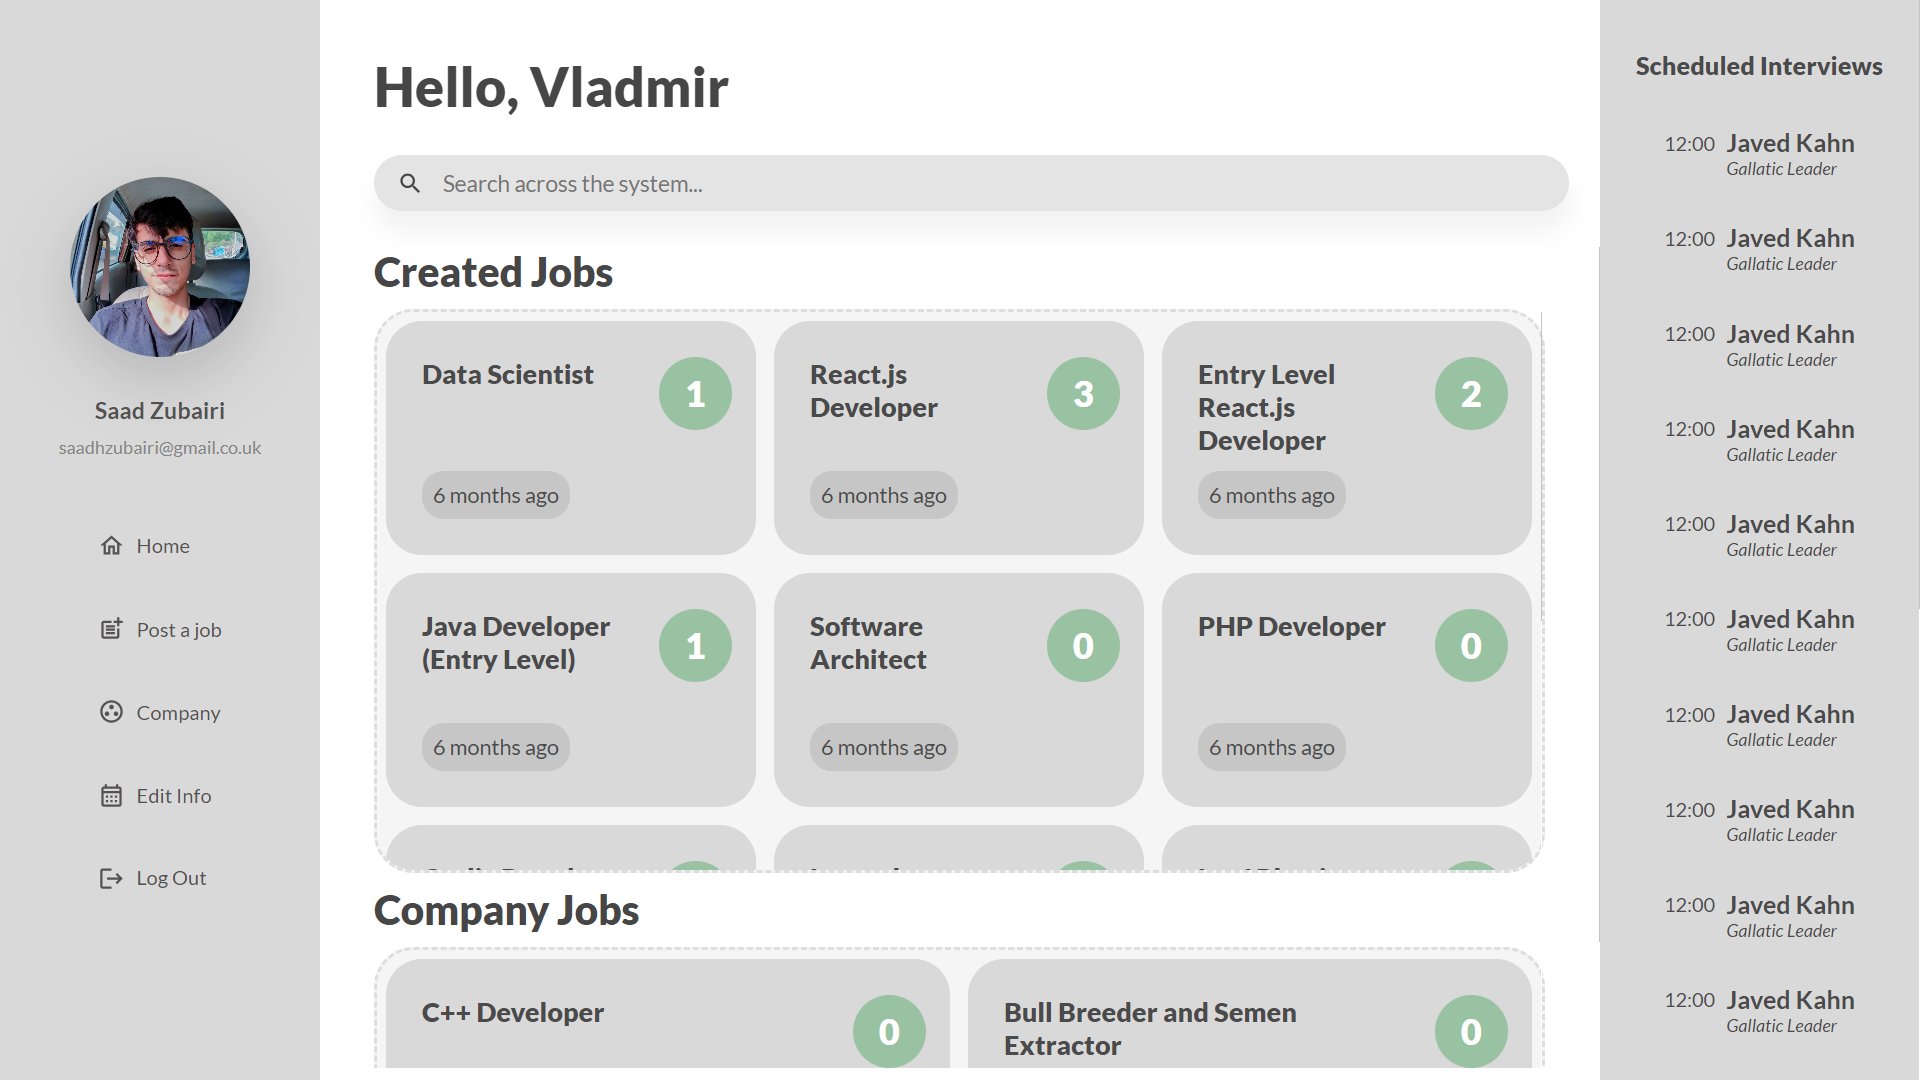 Saad Zubairi
saadhzubairi@gmail.co.uk
Home
Post a job
Company
Edit Info
Log Out
Hello, Vladmir
Search across the system...
Created Jobs
Data Scientist
1
6 months ago
React.js
Developer
3
6 months ago
Entry Level
React.js
Developer
2
6 months ago
Java Developer
(Entry Level)
1
6 months ago
Software
Architect
0
6 months ago
PHP Developer
0
6 months ago
Company Jobs
C++ Developer
0
Bull Breeder and Semen
Extractor
0
Scheduled Interviews
12:00 Javed Kahn
Gallatic Leader
12:00 Javed Kahn
Gallatic Leader
12:00 Javed Kahn
Gallatic Leader
12:00 Javed Kahn
Gallatic Leader
12:00 Javed Kahn
Gallatic Leader
12:00 Javed Kahn
Gallatic Leader
12:00 Javed Kahn
Gallatic Leader
12:00 Javed Kahn
Gallatic Leader
12:00 Javed Kahn
Gallatic Leader
12:00 Javed Kahn
Gallatic Leader